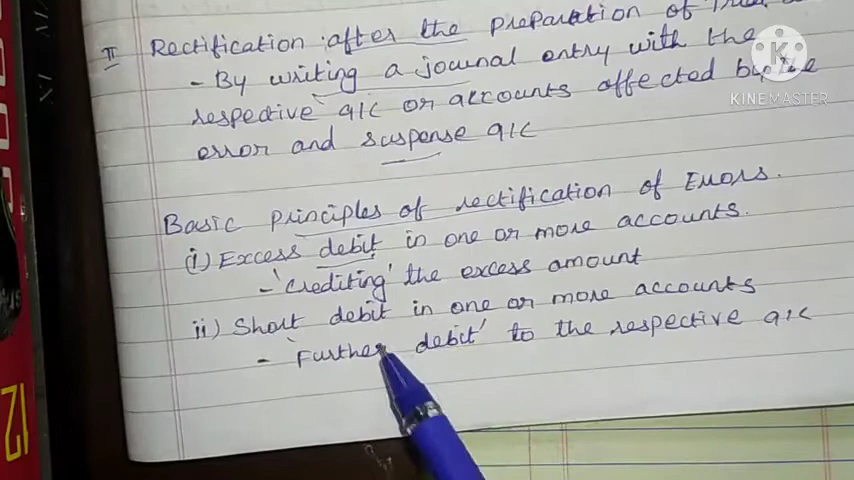 II Rectification after the preparation of
- By writing a journal entry with the
respective a/c or accounts affected by the
error and suspense a/c
Basic principles of rectification of Errors.
(i) Excess debit in one or more accounts.
- 'Crediting' the excess amount
ii) Short debit in one or more accounts
- 'Further debit' to the respective a/c
KINEMASTER
12